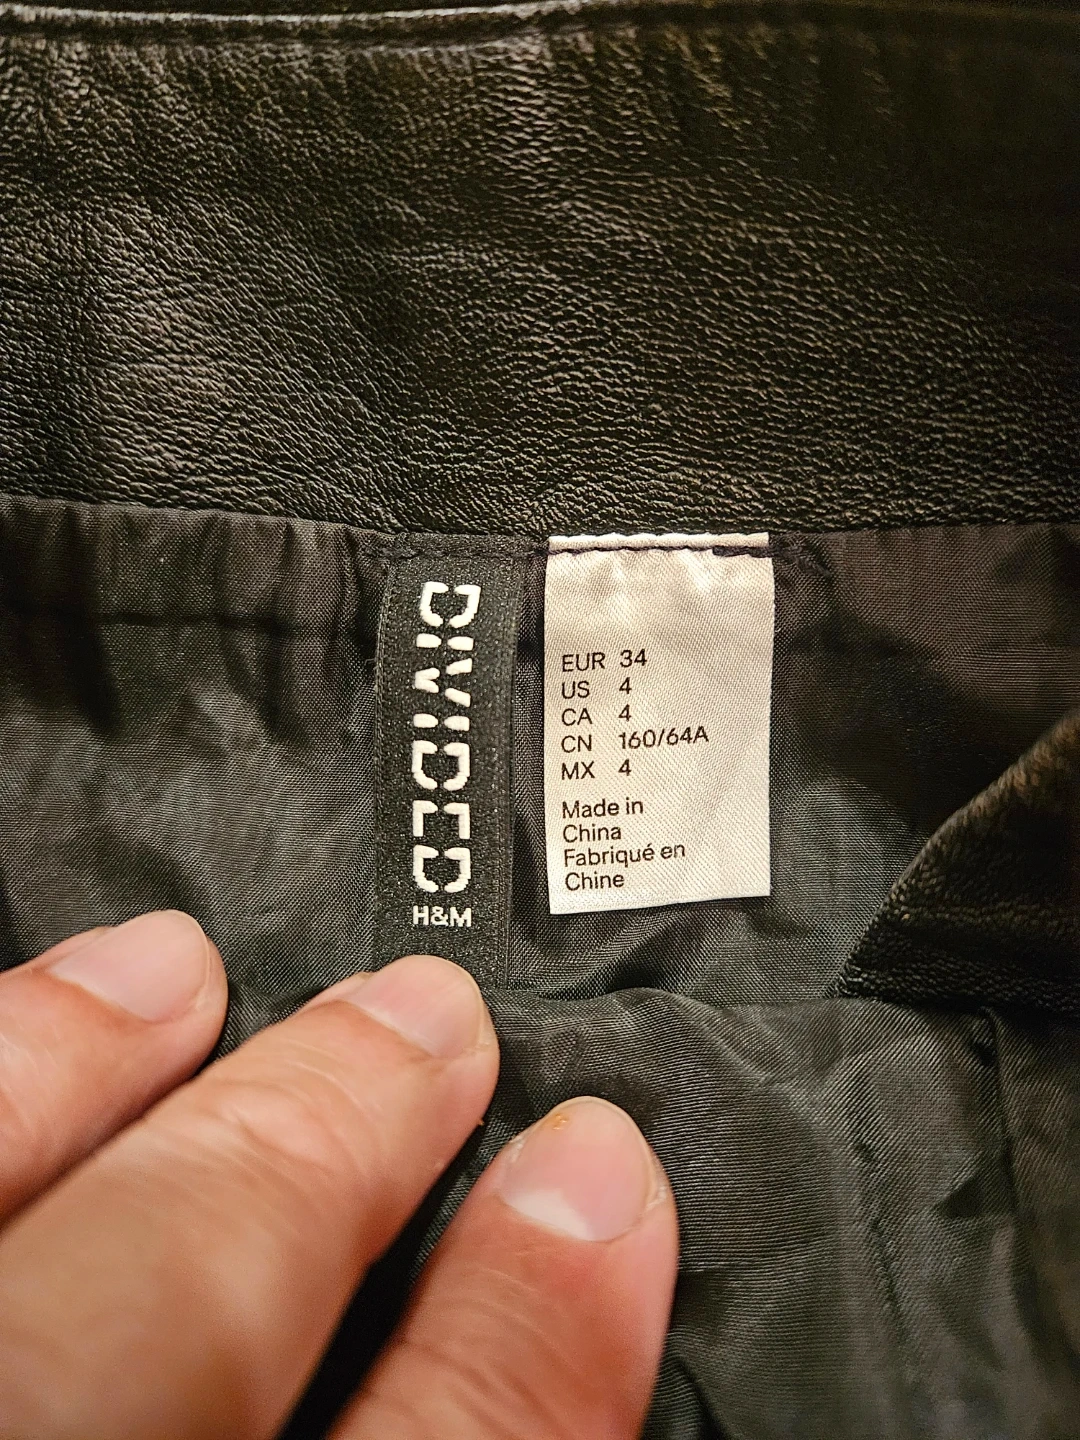 DIVIDED
H&M
EUR 34
US 4
CA 4
CN 160/64A
MX 4
Made in
China
Fabriqué en
Chine